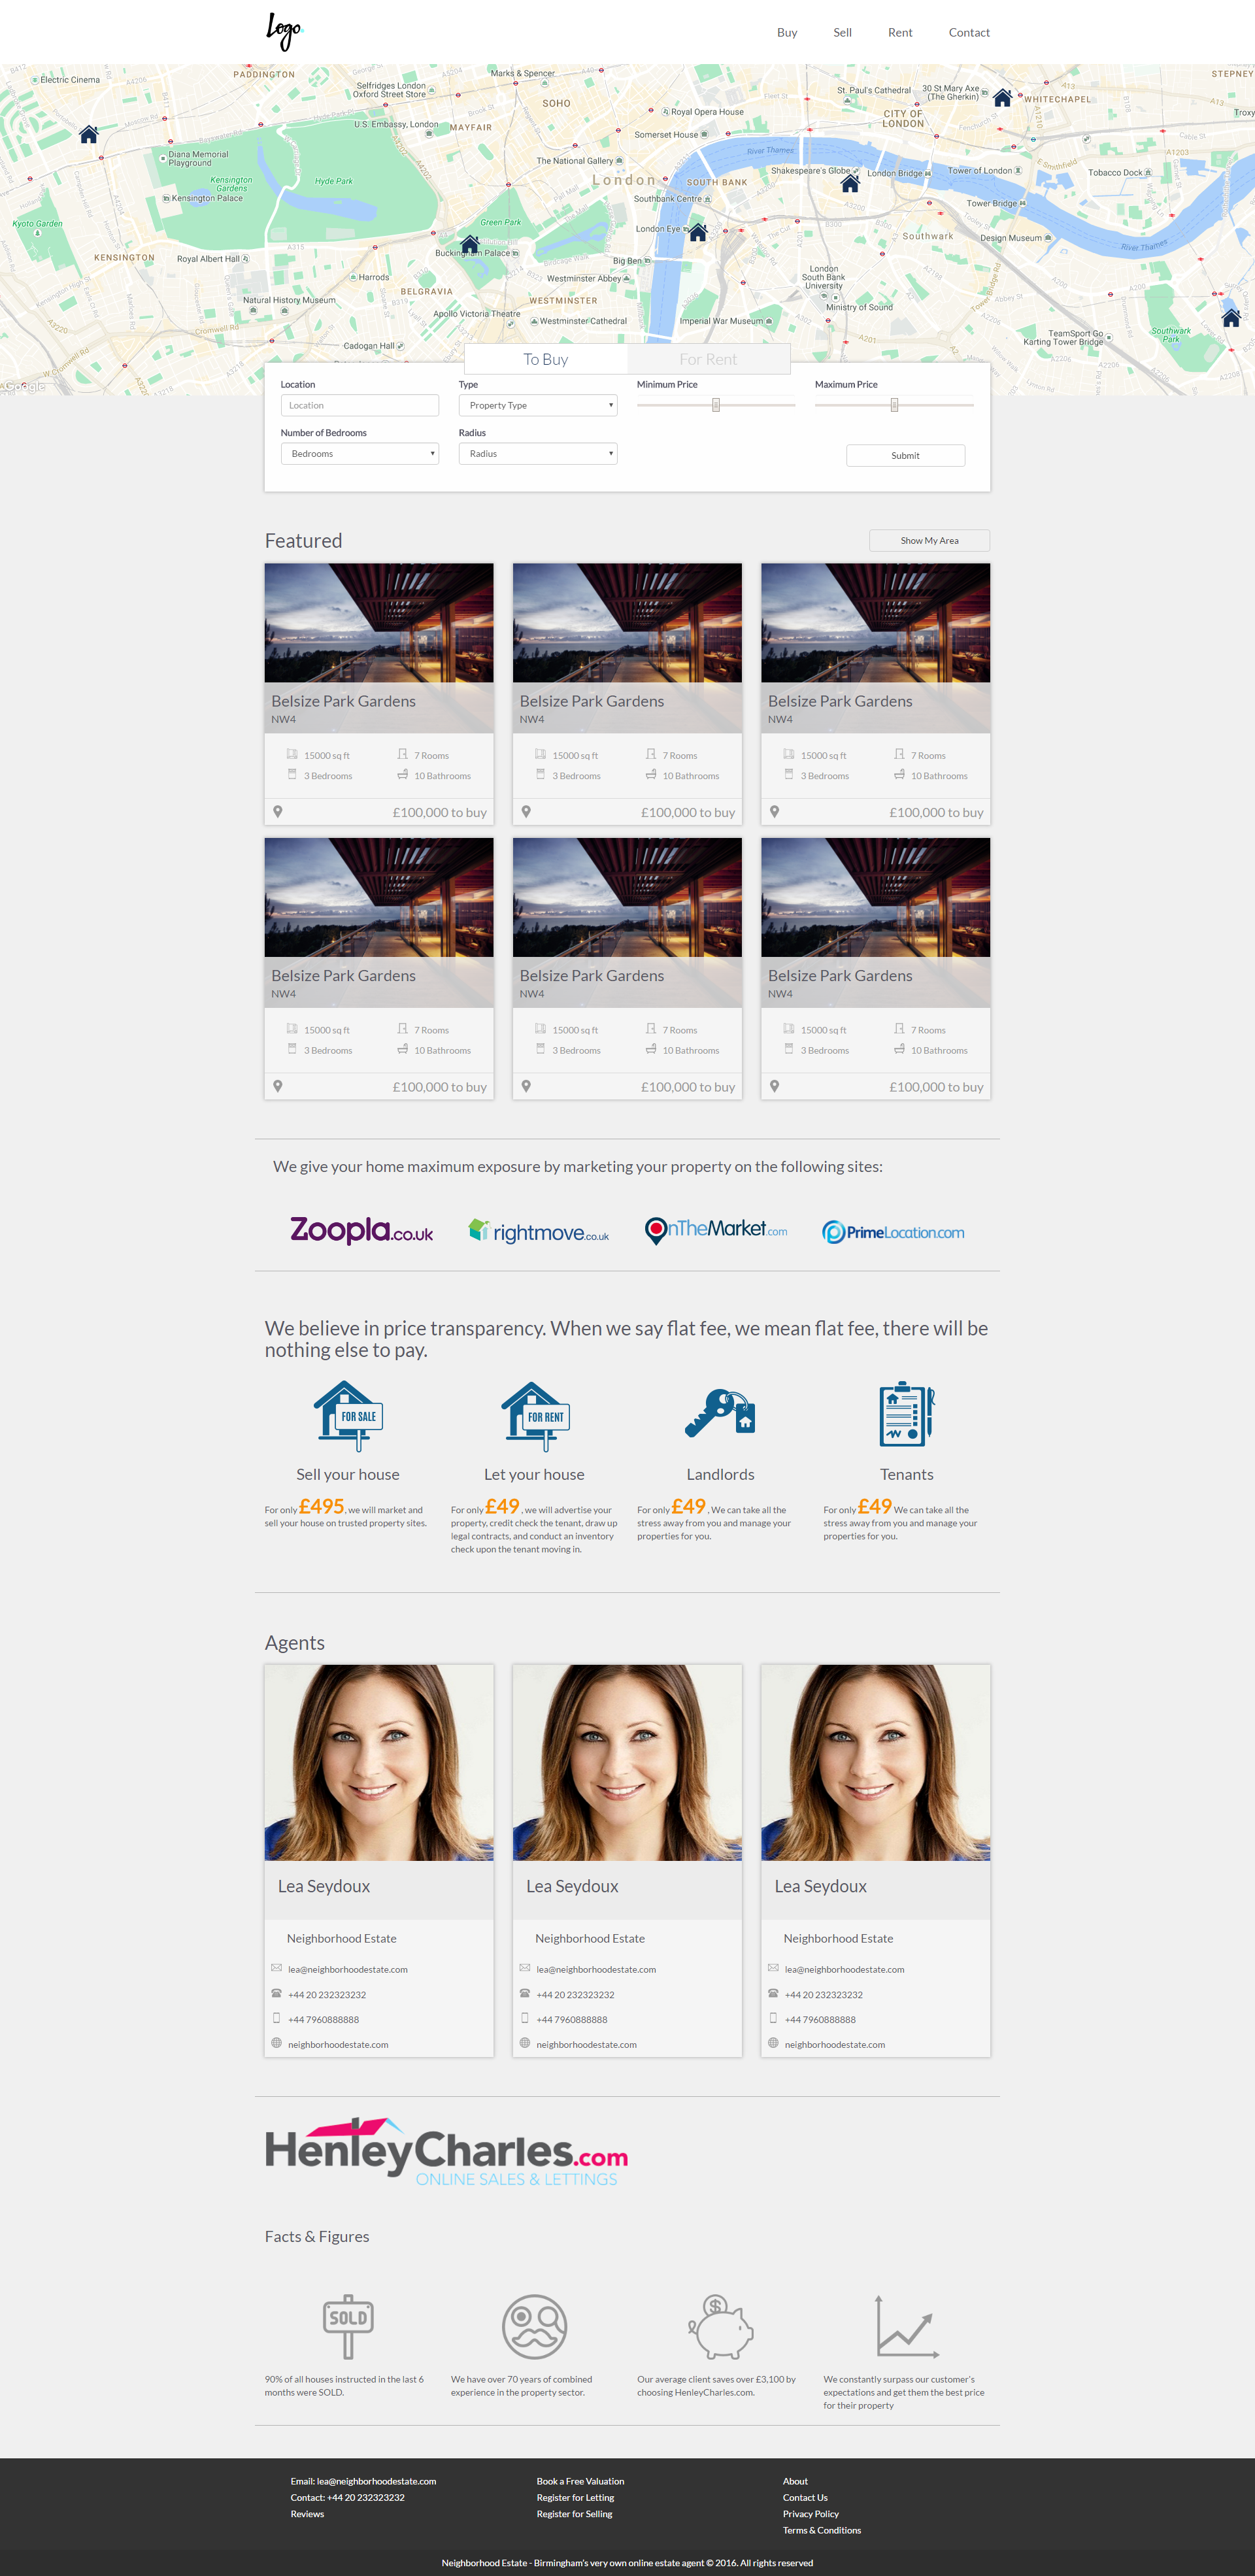 Logo
Buy
Sell
Rent
Contact
Electric Cinema
PADDINGTON
Selfridges London
Oxford Street Store
Marks & Spencer
SOHO
Royal Opera House
Fleet St
St. Paul's Cathedral
30 St Mary Axe
(The Gherkin)
WHITECHAPEL
STEPNEY
Troxy
CITY OF
LONDON
U.S. Embassy, London
MAYFAIR
Somerset House
Diana Memorial
Playground
The National Gallery
River Thames
A1203
Kensington
Gardens
Hyde Park
London
SOUTH BANK
Shakespeare's Globe
London Bridge
Tower of London
Tobacco Dock
Kensington Palace
Southbank Centre
Tower Bridge
Kyoto Garden
Green Park
London Eye
Southwark
Design Museum
River Thames
A315
KENSINGTON
Royal Albert Hall
Buckingham Palace
Big Ben
Harrods
Westminster Abbey
London
South Bank
University
BELGRAVIA
Natural History Museum
WESTMINSTER
Ministry of Sound
Apollo Victoria Theatre
Westminster Cathedral
Imperial War Museum
Cromwell Rd
A3220
Cadogan Hall
TeamSport Go
Karting Tower Bridge
Southwark
Park
Google
To Buy
For Rent
Location
Type
Minimum Price
Maximum Price
Location
Property Type
Number of Bedrooms
Radius
Bedrooms
Radius
Submit
Featured
Show My Area
Belsize Park Gardens
NW4
15000 sq ft
7 Rooms
3 Bedrooms
10 Bathrooms
£100,000 to buy
Belsize Park Gardens
NW4
15000 sq ft
7 Rooms
3 Bedrooms
10 Bathrooms
£100,000 to buy
Belsize Park Gardens
NW4
15000 sq ft
7 Rooms
3 Bedrooms
10 Bathrooms
£100,000 to buy
Belsize Park Gardens
NW4
15000 sq ft
7 Rooms
3 Bedrooms
10 Bathrooms
£100,000 to buy
Belsize Park Gardens
NW4
15000 sq ft
7 Rooms
3 Bedrooms
10 Bathrooms
£100,000 to buy
Belsize Park Gardens
NW4
15000 sq ft
7 Rooms
3 Bedrooms
10 Bathrooms
£100,000 to buy
We give your home maximum exposure by marketing your property on the following sites:
Zoopla.co.uk
rightmove.co.uk
OnTheMarket.com
PrimeLocation.com
We believe in price transparency. When we say flat fee, we mean flat fee, there will be
nothing else to pay.
FOR SALE
FOR RENT
Sell your house
For only £495, we will market and
sell your house on trusted property sites.
Let your house
For only £49 , we will advertise your
property, credit check the tenant, draw up
legal contracts, and conduct an inventory
check upon the tenant moving in.
Landlords
For only £49 , We can take all the
stress away from you and manage your
properties for you.
Tenants
For only £49 We can take all the
stress away from you and manage your
properties for you.
Agents
Lea Seydoux
Neighborhood Estate
lea@neighborhoodestate.com
+44 20 232323232
+44 7960888888
neighborhoodestate.com
Lea Seydoux
Neighborhood Estate
lea@neighborhoodestate.com
+44 20 232323232
+44 7960888888
neighborhoodestate.com
Lea Seydoux
Neighborhood Estate
lea@neighborhoodestate.com
+44 20 232323232
+44 7960888888
neighborhoodestate.com
HenleyCharles.com
ONLINE SALES & LETTINGS
Facts & Figures
SOLD
90% of all houses instructed in the last 6
months were SOLD.
We have over 70 years of combined
experience in the property sector.
Our average client saves over £3,100 by
choosing HenleyCharles.com.
We constantly surpass our customer's
expectations and get them the best price
for their property
Email: lea@neighborhoodestate.com
Contact: +44 20 232323232
Reviews
Book a Free Valuation
Register for Letting
Register for Selling
About
Contact Us
Privacy Policy
Terms & Conditions
Neighborhood Estate - Birmingham's very own online estate agent © 2016. All rights reserved